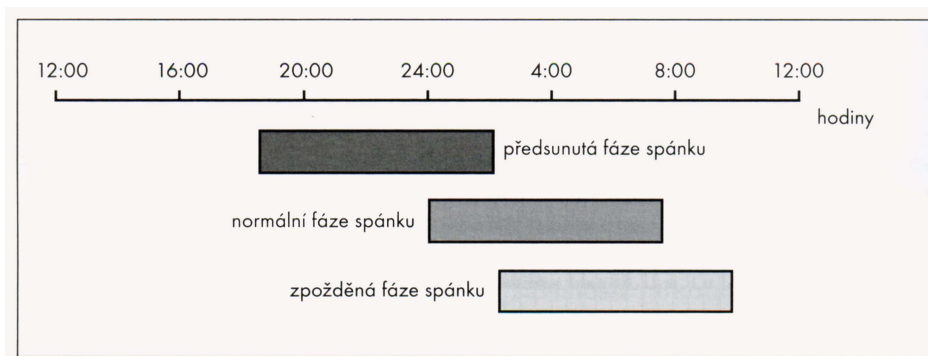 12:00 16:00 20:00 24:00 4:00 8:00 12:00
hodiny
předsunutá fáze spánku
normální fáze spánku
zpožděná fáze spánku